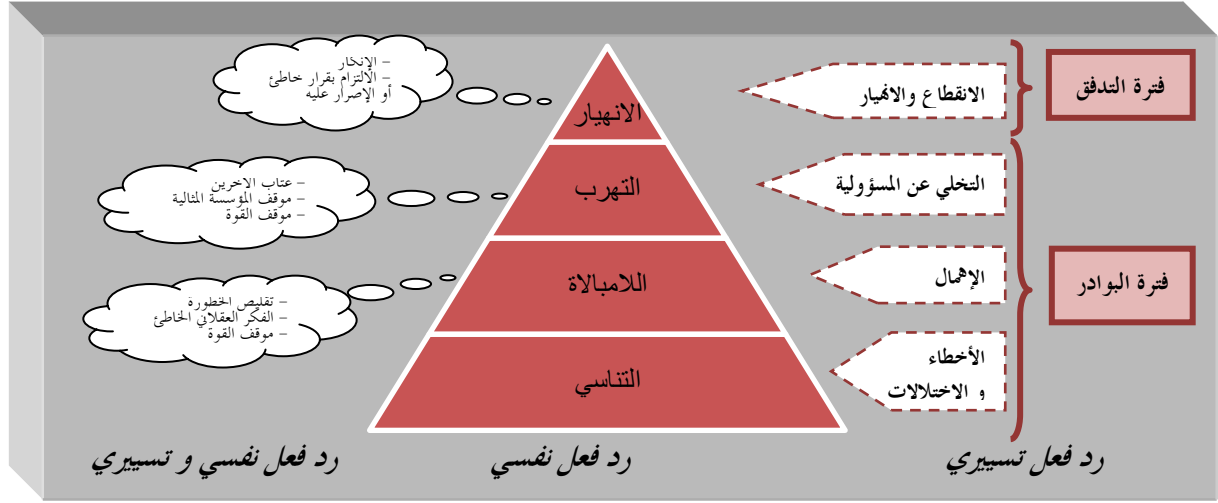 فترة التدفق
الانقطاع والانهيار
الانهيار
– الإنكار
– الالتزام بقرار خاطئ
أو الإصرار عليه
التخلي عن المسؤولية
التهرب
– عتاب الاخرين
– موقف المؤسسة المثالية
– موقف القوة
فترة البوادر
الإهمال
اللامبالاة
– تقليص الخطورة
– الفكر العقلاني الخاطئ
– موقف القوة
الأخطاء
و الاختلالات
التناسي
رد فعل تسييري
رد فعل نفسي
رد فعل نفسي و تسييري